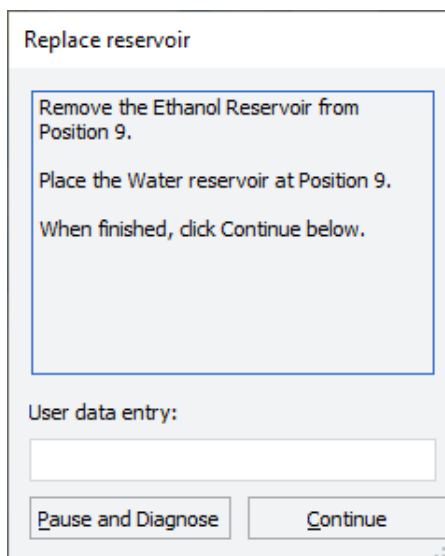 Replace reservoir
Remove the Ethanol Reservoir from
Position 9.
Place the Water reservoir at Position 9.
When finished, click Continue below.
User data entry:
Pause and Diagnose
Continue